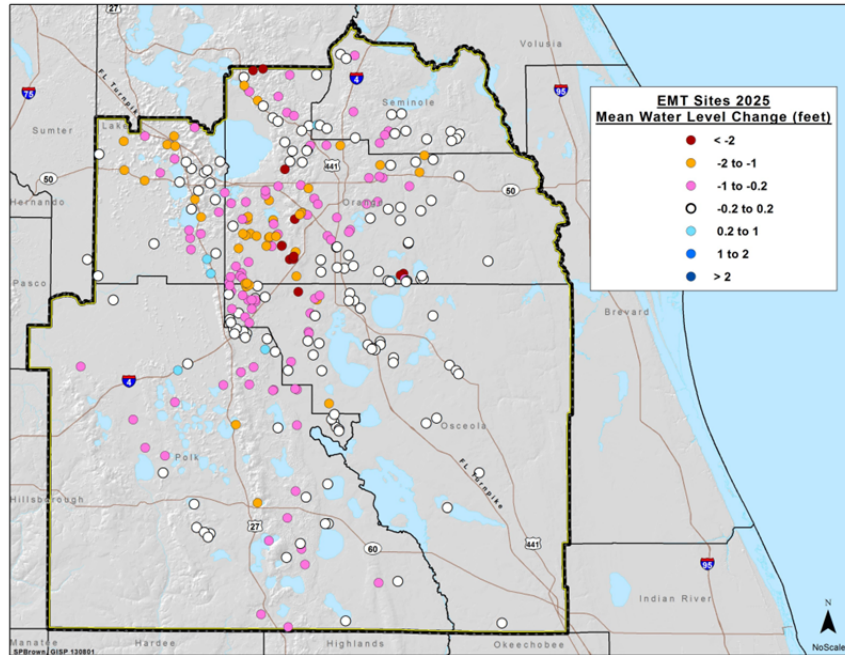 27
Volusia
FL Turnpike
4
95
75
Seminole
EMT Sites 2025
Mean Water Level Change (feet)
< -2
-2 to -1
-1 to -0.2
-0.2 to 0.2
0.2 to 1
1 to 2
> 2
Sumter
Lake
441
50
50
Hernando
Orange
Pasco
Brevard
4
Osceola
Polk
FL Turnpike
Hillsborough
27
441
60
95
Indian River
N
NoScale
Manatee
Hardee
Highlands
Okeechobee
SPBrown, GISP 130801